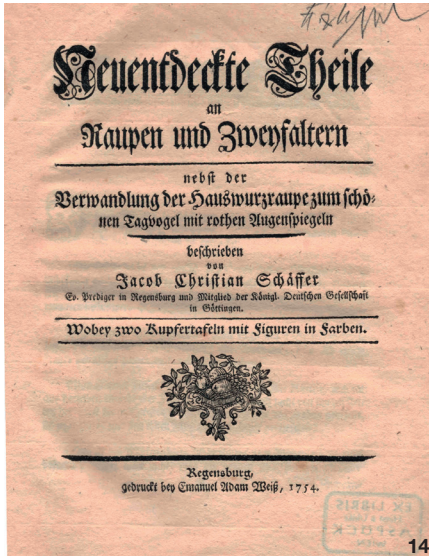 Neuentdeckte Theile
an
Raupen und Zweyfaltern
nebst der
Verwandlung der Hauswurzraupe zum schö-
nen Tagvogel mit rothen Augenspiegeln
beschrieben
von
Jacob Christian Schäffer
Ev. Prediger in Regensburg und Mitglied der Königl. Deutschen Gesellschaft
in Göttingen.
Wobey zwo Kupfertafeln mit Figuren in Farben.
Regensburg,
gedruckt bey Emanuel Adam Weiß, 1754.
EX LIBRIS
14